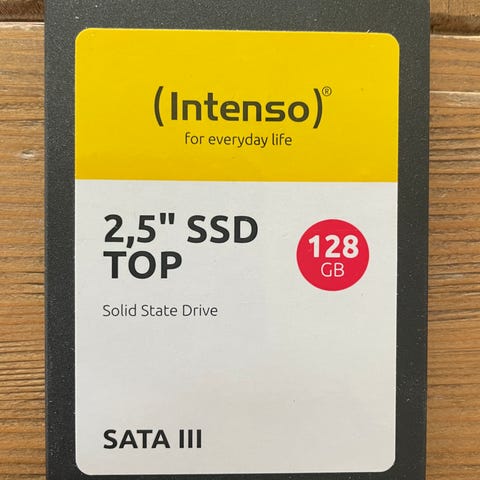 (Intenso)®
for everyday life
2,5" SSD
TOP
128
GB
Solid State Drive
SATA III